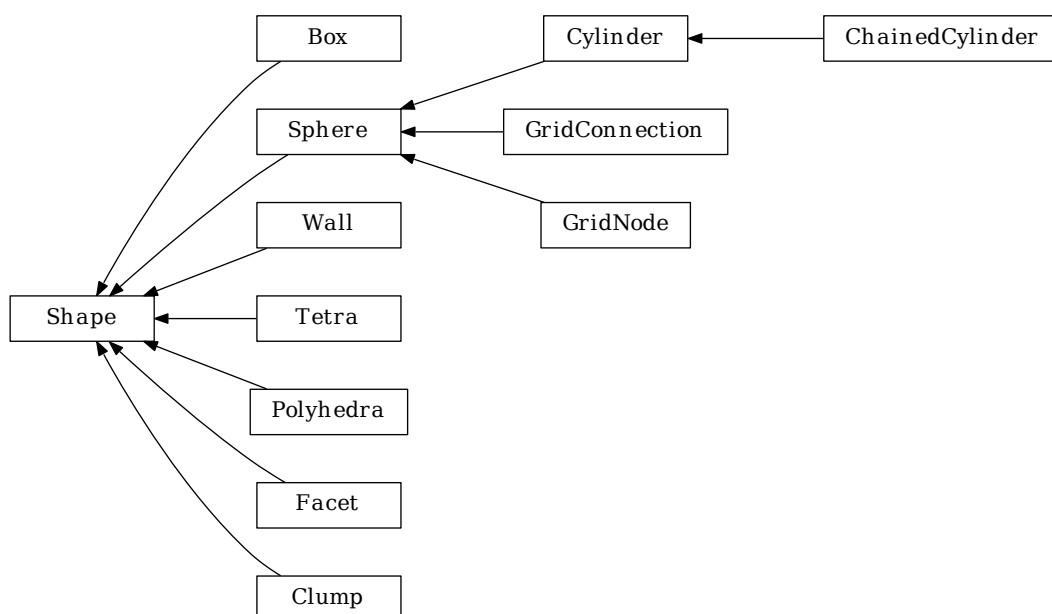 Box
Cylinder
ChainedCylinder
Sphere
GridConnection
Wall
GridNode
Shape
Tetra
Polyhedra
Facet
Clump